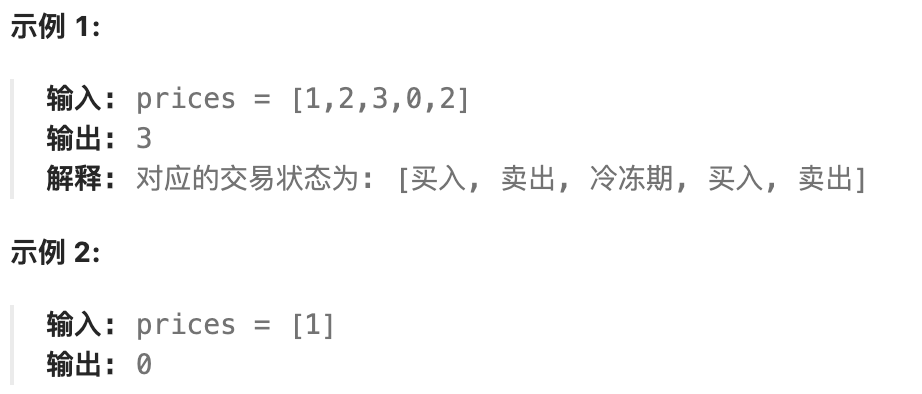 示例 1:
输入: prices = [1,2,3,0,2]
输出: 3
解释: 对应的交易状态为: [买入, 卖出, 冷冻期, 买入, 卖出]
示例 2:
输入: prices = [1]
输出: 0